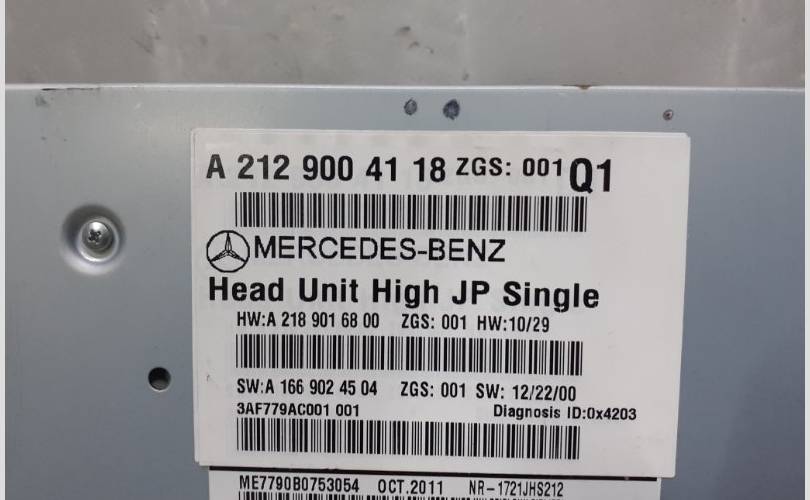 A 212 900 41 18 ZGS: 001 Q1
MERCEDES-BENZ
Head Unit High JP Single
HW:A 218 901 68 00 ZGS: 001 HW:10/29
SW:A 166 902 45 04 ZGS: 001 SW: 12/22/00
3AF779AC001 001 Diagnosis ID:0x4203
ME7790B0753054 OCT.2011 NR-1721JHS212